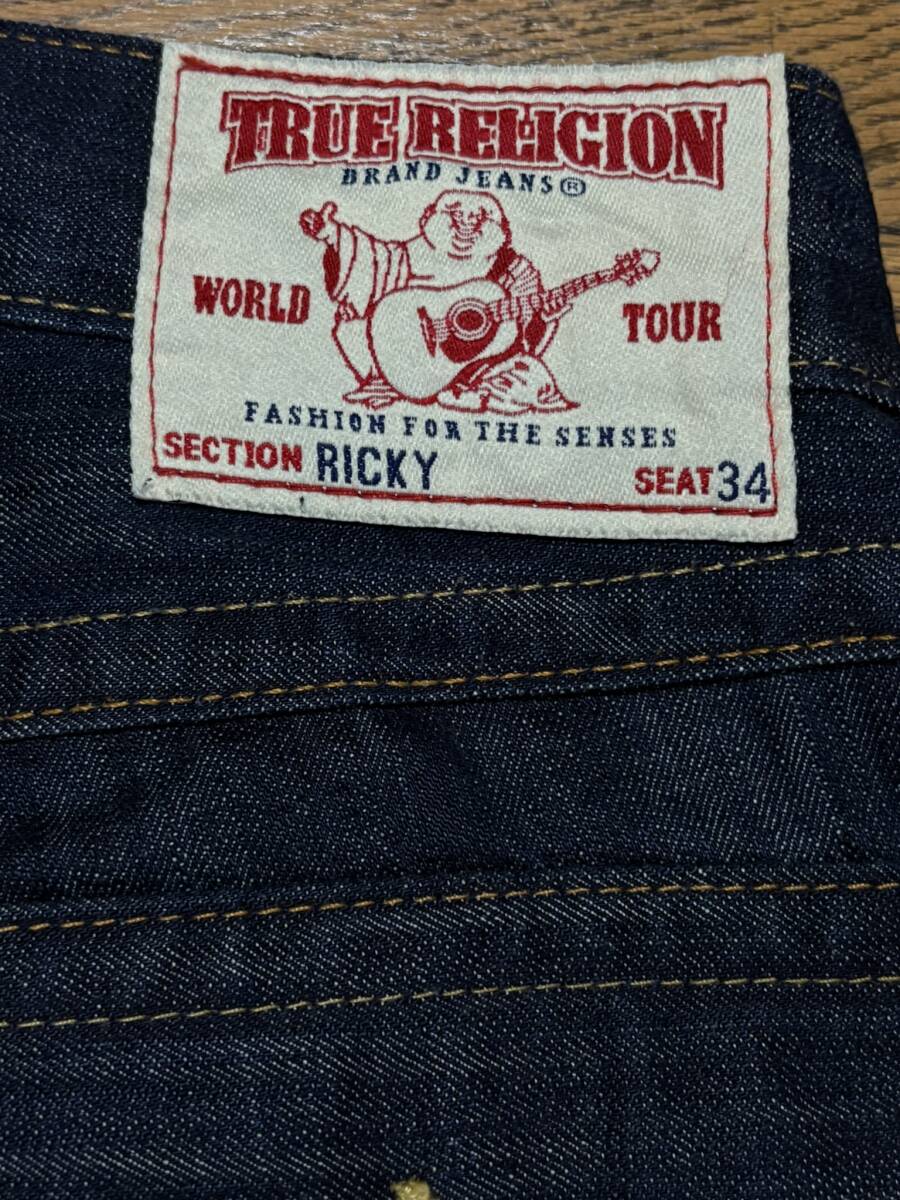 TRUE RELIGION
BRAND JEANS®
WORLD TOUR
FASHION FOR THE SENSES
SECTION RICKY SEAT 34